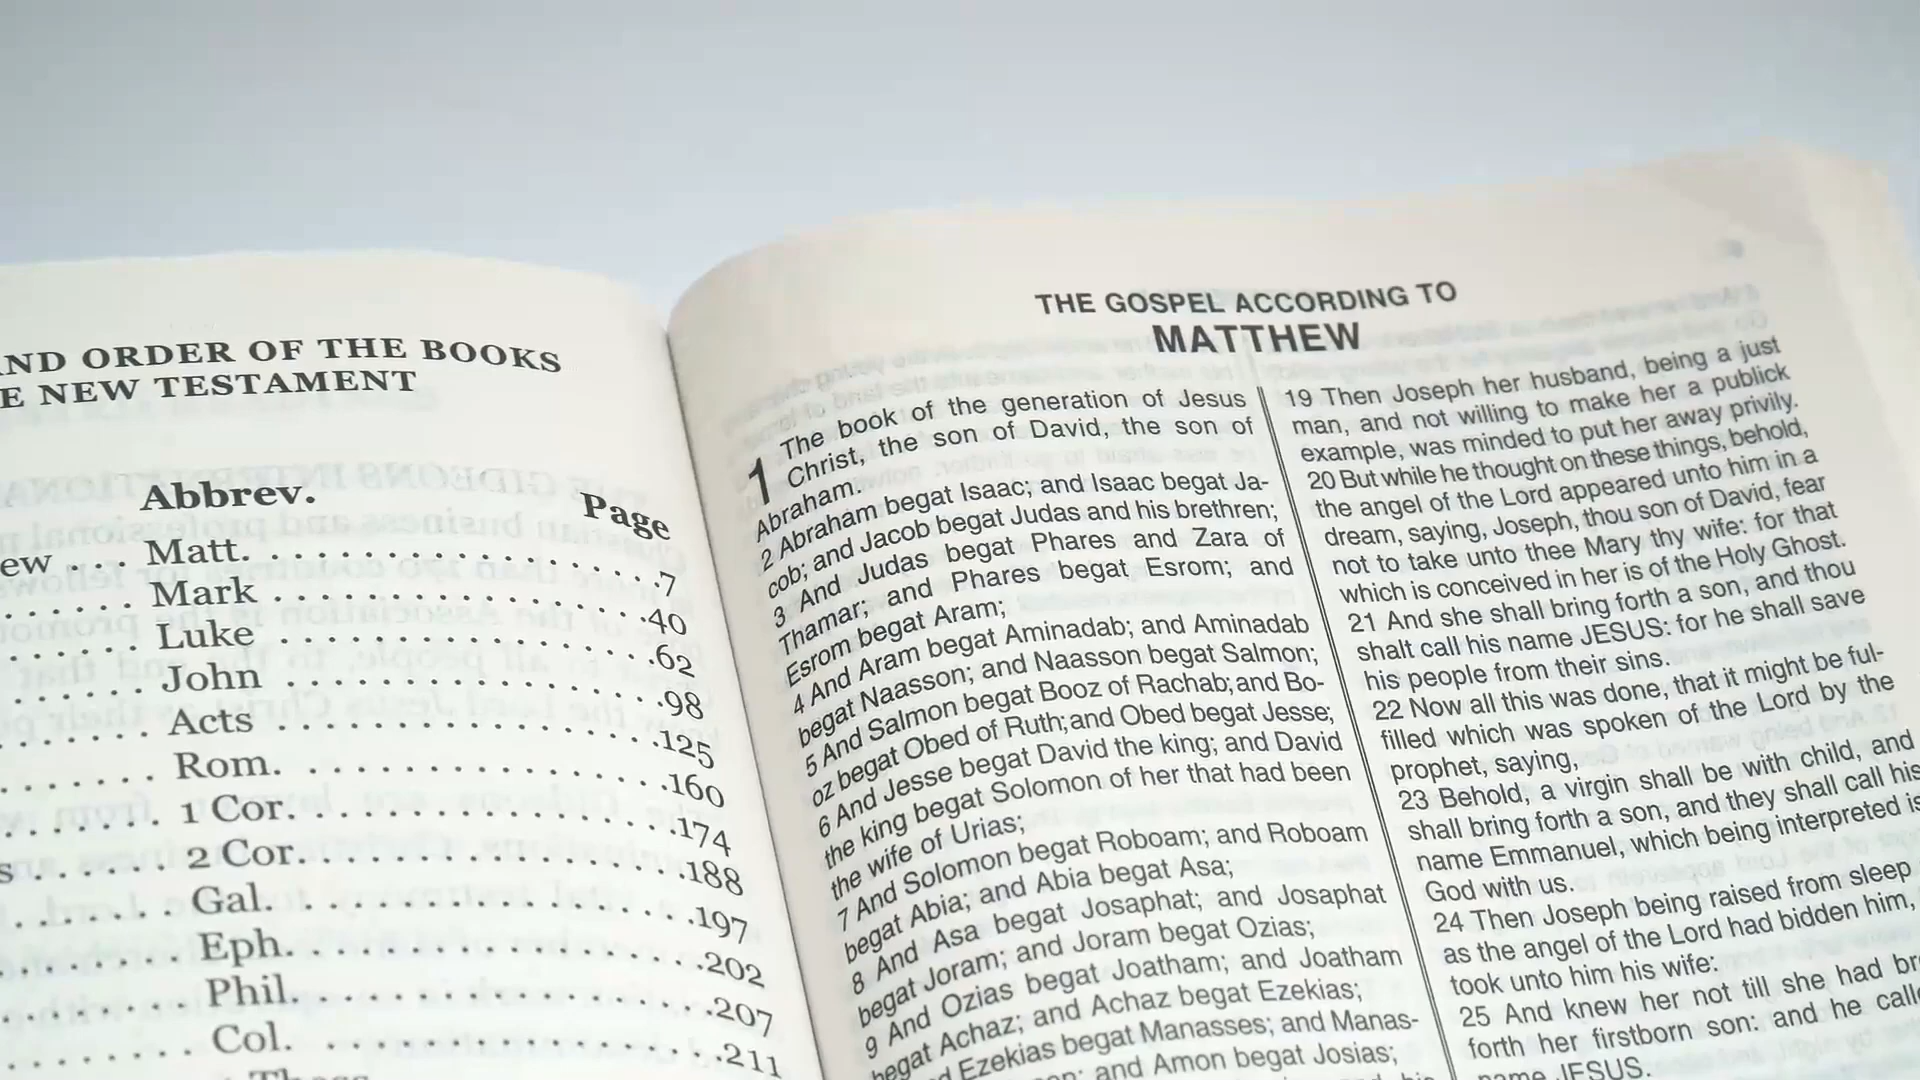 ND ORDER OF THE BOOKS
E NEW TESTAMENT
Abbrev. Page
ew . . . Matt. . . . . . . . . . . . . . . . . . 7
Mark . . . . . . . . . . . . . . . . . . 40
Luke . . . . . . . . . . . . . . . . . . 62
John . . . . . . . . . . . . . . . . . . 98
Acts . . . . . . . . . . . . . . . . . . 125
Rom. . . . . . . . . . . . . . . . . . 160
1 Cor. . . . . . . . . . . . . . . . . . 174
s . . . . . . 2 Cor. . . . . . . . . . . . . . . . . . 188
Gal. . . . . . . . . . . . . . . . . . 197
Eph. . . . . . . . . . . . . . . . . . 202
Phil. . . . . . . . . . . . . . . . . . 207
Col. . . . . . . . . . . . . . . . . . 211
THE GOSPEL ACCORDING TO
MATTHEW
1 The book of the generation of Jesus
Christ, the son of David, the son of
Abraham.
2 Abraham begat Isaac; and Isaac begat Ja-
cob; and Jacob begat Judas and his brethren;
3 And Judas begat Phares and Zara of
Thamar; and Phares begat Esrom; and
Esrom begat Aram;
4 And Aram begat Aminadab; and Aminadab
begat Naasson; and Naasson begat Salmon;
5 And Salmon begat Booz of Rachab; and Bo-
oz begat Obed of Ruth; and Obed begat Jesse;
6 And Jesse begat David the king; and David
the king begat Solomon of her that had been
the wife of Urias;
7 And Solomon begat Roboam; and Roboam
begat Abia; and Abia begat Asa;
8 And Asa begat Josaphat; and Josaphat
begat Joram; and Joram begat Ozias;
9 And Ozias begat Joatham; and Joatham
begat Achaz; and Achaz begat Ezekias;
Ezekias begat Manasses; and Manas-
and Amon begat Josias;
19 Then Joseph her husband, being a just
man, and not willing to make her a publick
example, was minded to put her away privily.
20 But while he thought on these things, behold,
the angel of the Lord appeared unto him in a
dream, saying, Joseph, thou son of David, fear
not to take unto thee Mary thy wife: for that
which is conceived in her is of the Holy Ghost.
21 And she shall bring forth a son, and thou
shalt call his name JESUS: for he shall save
his people from their sins.
22 Now all this was done, that it might be ful-
filled which was spoken of the Lord by the
prophet, saying,
23 Behold, a virgin shall be with child, and
shall bring forth a son, and they shall call his
name Emmanuel, which being interpreted is
God with us.
24 Then Joseph being raised from sleep
as the angel of the Lord had bidden him,
took unto him his wife:
25 And knew her not till she had br
forth her firstborn son: and he calle
name JESUS.